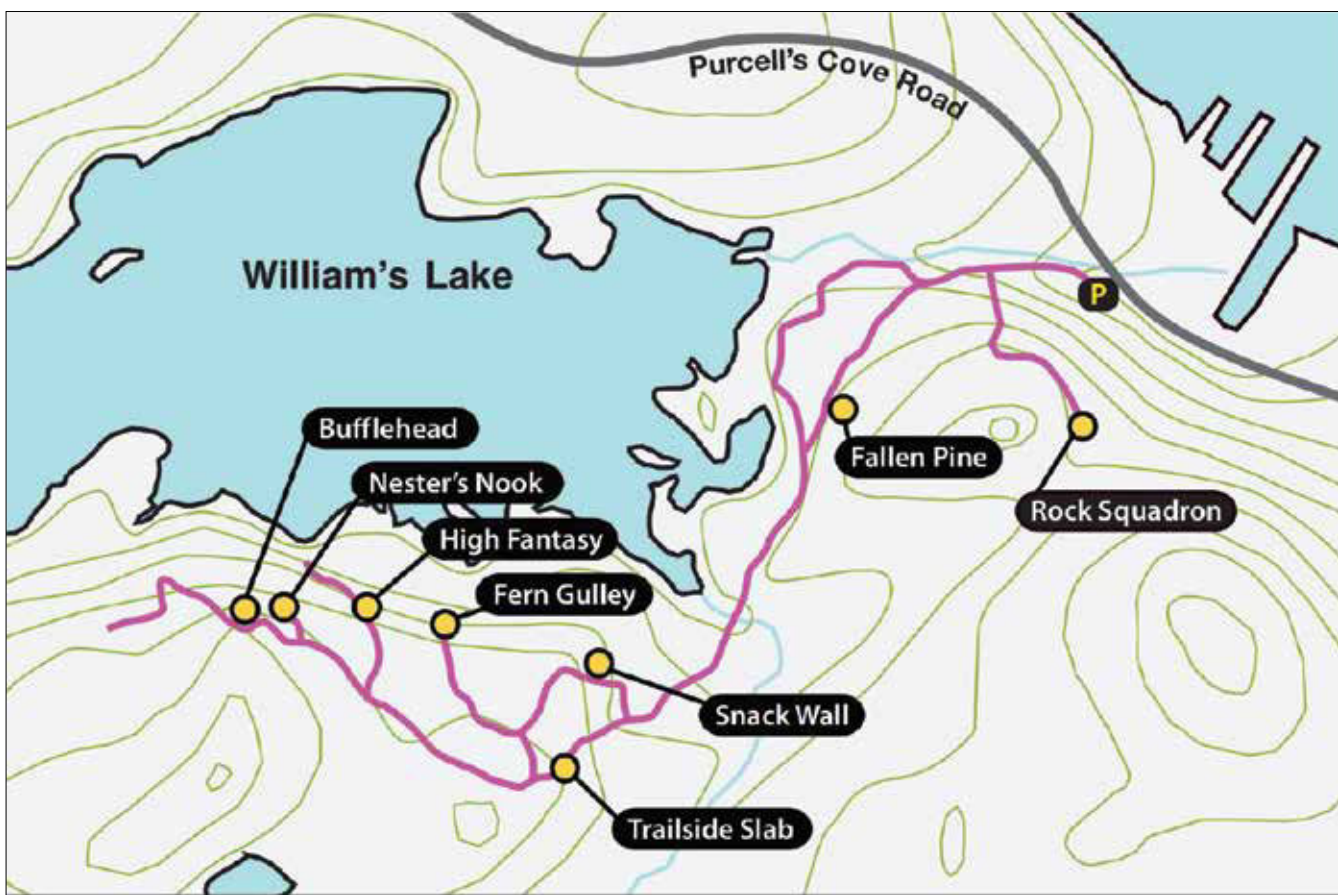 Purcell's Cove Road
P
William's Lake
Bufflehead
Nester's Nook
High Fantasy
Fern Gulley
Fallen Pine
Rock Squadron
Snack Wall
Trailside Slab